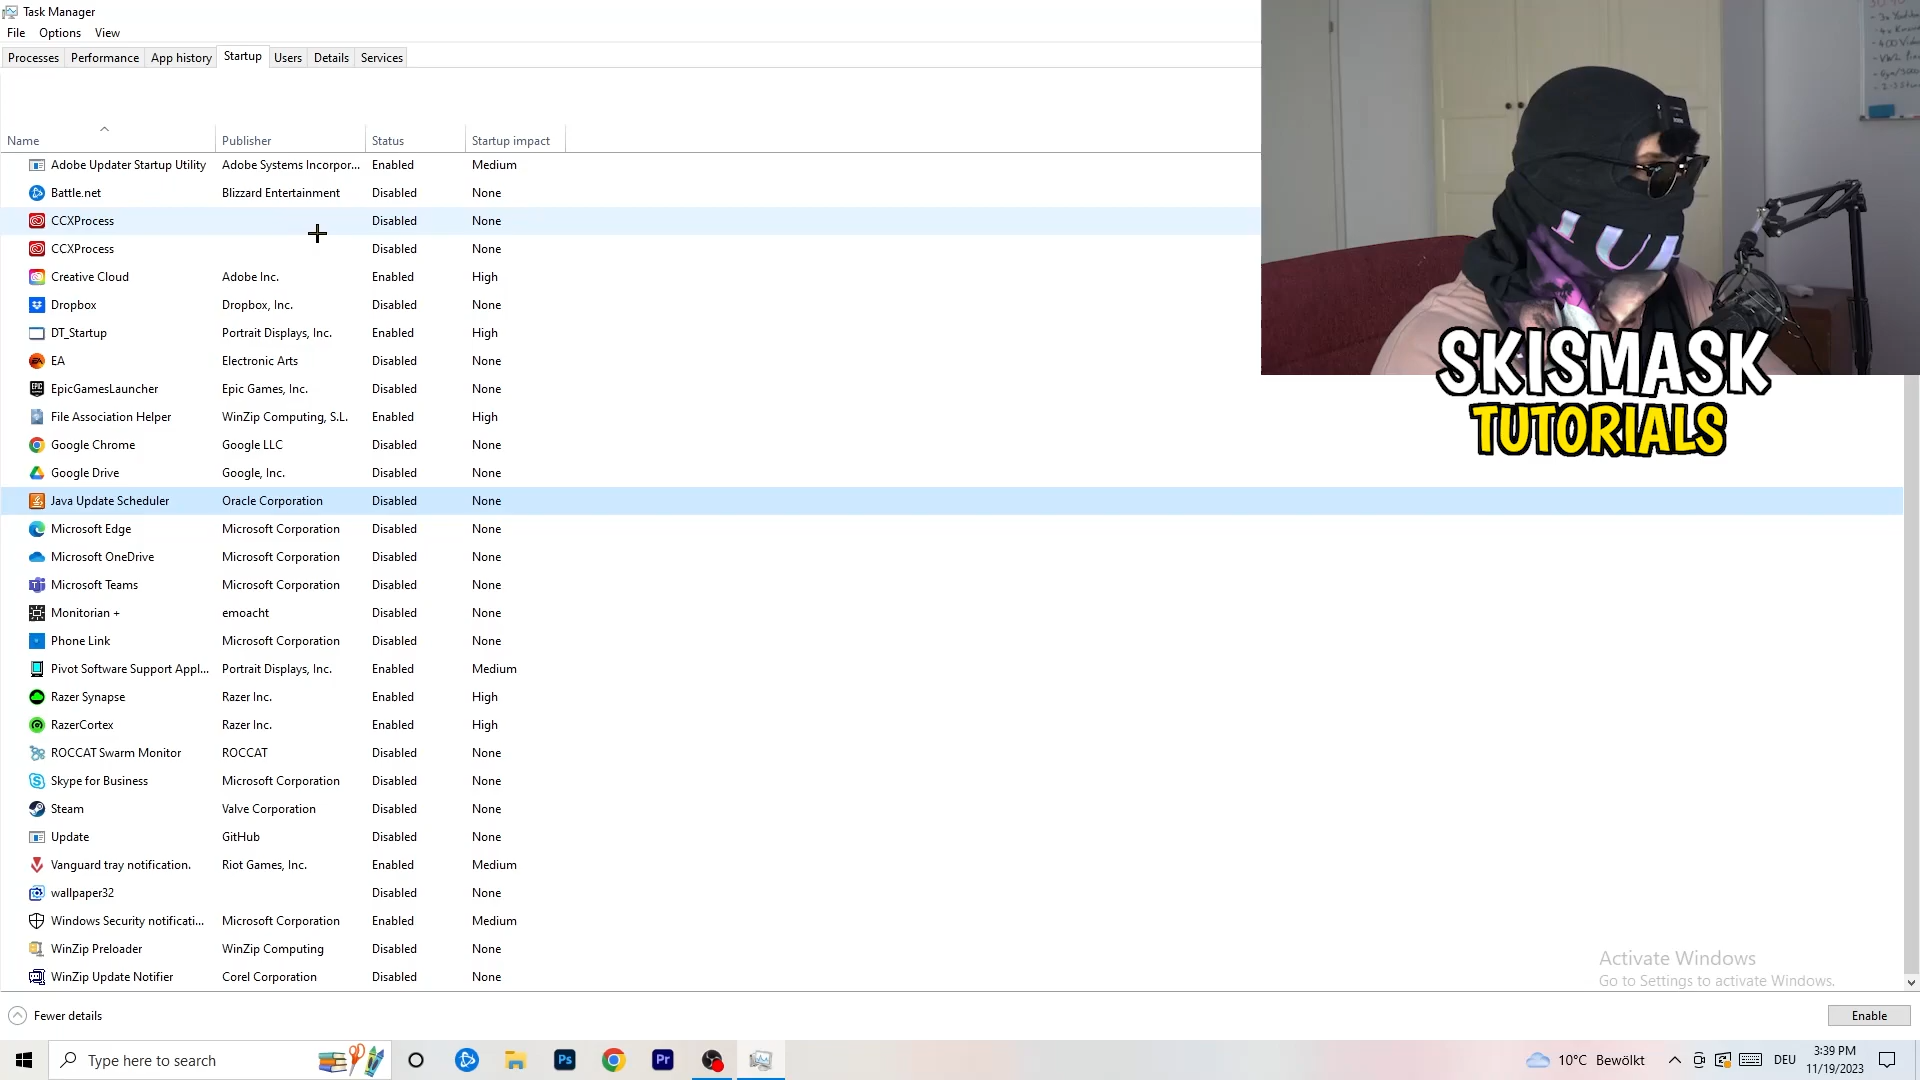 Task Manager
File Options View
Processes Performance App history Startup Users Details Services
Name Publisher Status Startup impact
Adobe Updater Startup Utility Adobe Systems Incorpor... Enabled Medium
Battle.net Blizzard Entertainment Disabled None
CCXProcess Disabled None
CCXProcess Disabled None
Creative Cloud Adobe Inc. Enabled High
Dropbox Dropbox, Inc. Disabled None
DT_Startup Portrait Displays, Inc. Enabled High
EA Electronic Arts Disabled None
EpicGamesLauncher Epic Games, Inc. Disabled None
File Association Helper WinZip Computing, S.L. Enabled High
Google Chrome Google LLC Disabled None
Google Drive Google, Inc. Disabled None
Java Update Scheduler Oracle Corporation Disabled None
Microsoft Edge Microsoft Corporation Disabled None
Microsoft OneDrive Microsoft Corporation Disabled None
Microsoft Teams Microsoft Corporation Disabled None
Monitorian + emoacht Disabled None
Phone Link Microsoft Corporation Disabled None
Pivot Software Support Appl... Portrait Displays, Inc. Enabled Medium
Razer Synapse Razer Inc. Enabled High
RazerCortex Razer Inc. Enabled High
ROCCAT Swarm Monitor ROCCAT Disabled None
Skype for Business Microsoft Corporation Disabled None
Steam Valve Corporation Disabled None
Update GitHub Disabled None
Vanguard tray notification. Riot Games, Inc. Enabled Medium
wallpaper32 Disabled None
Windows Security notificati... Microsoft Corporation Enabled Medium
WinZip Preloader WinZip Computing Disabled None
WinZip Update Notifier Corel Corporation Disabled None
SKISMASK
TUTORIALS
Activate Windows
Go to Settings to activate Windows.
Fewer details
Enable
Type here to search
Ps
Pr
10°C Bewölkt
DEU
3:39 PM
11/19/2023